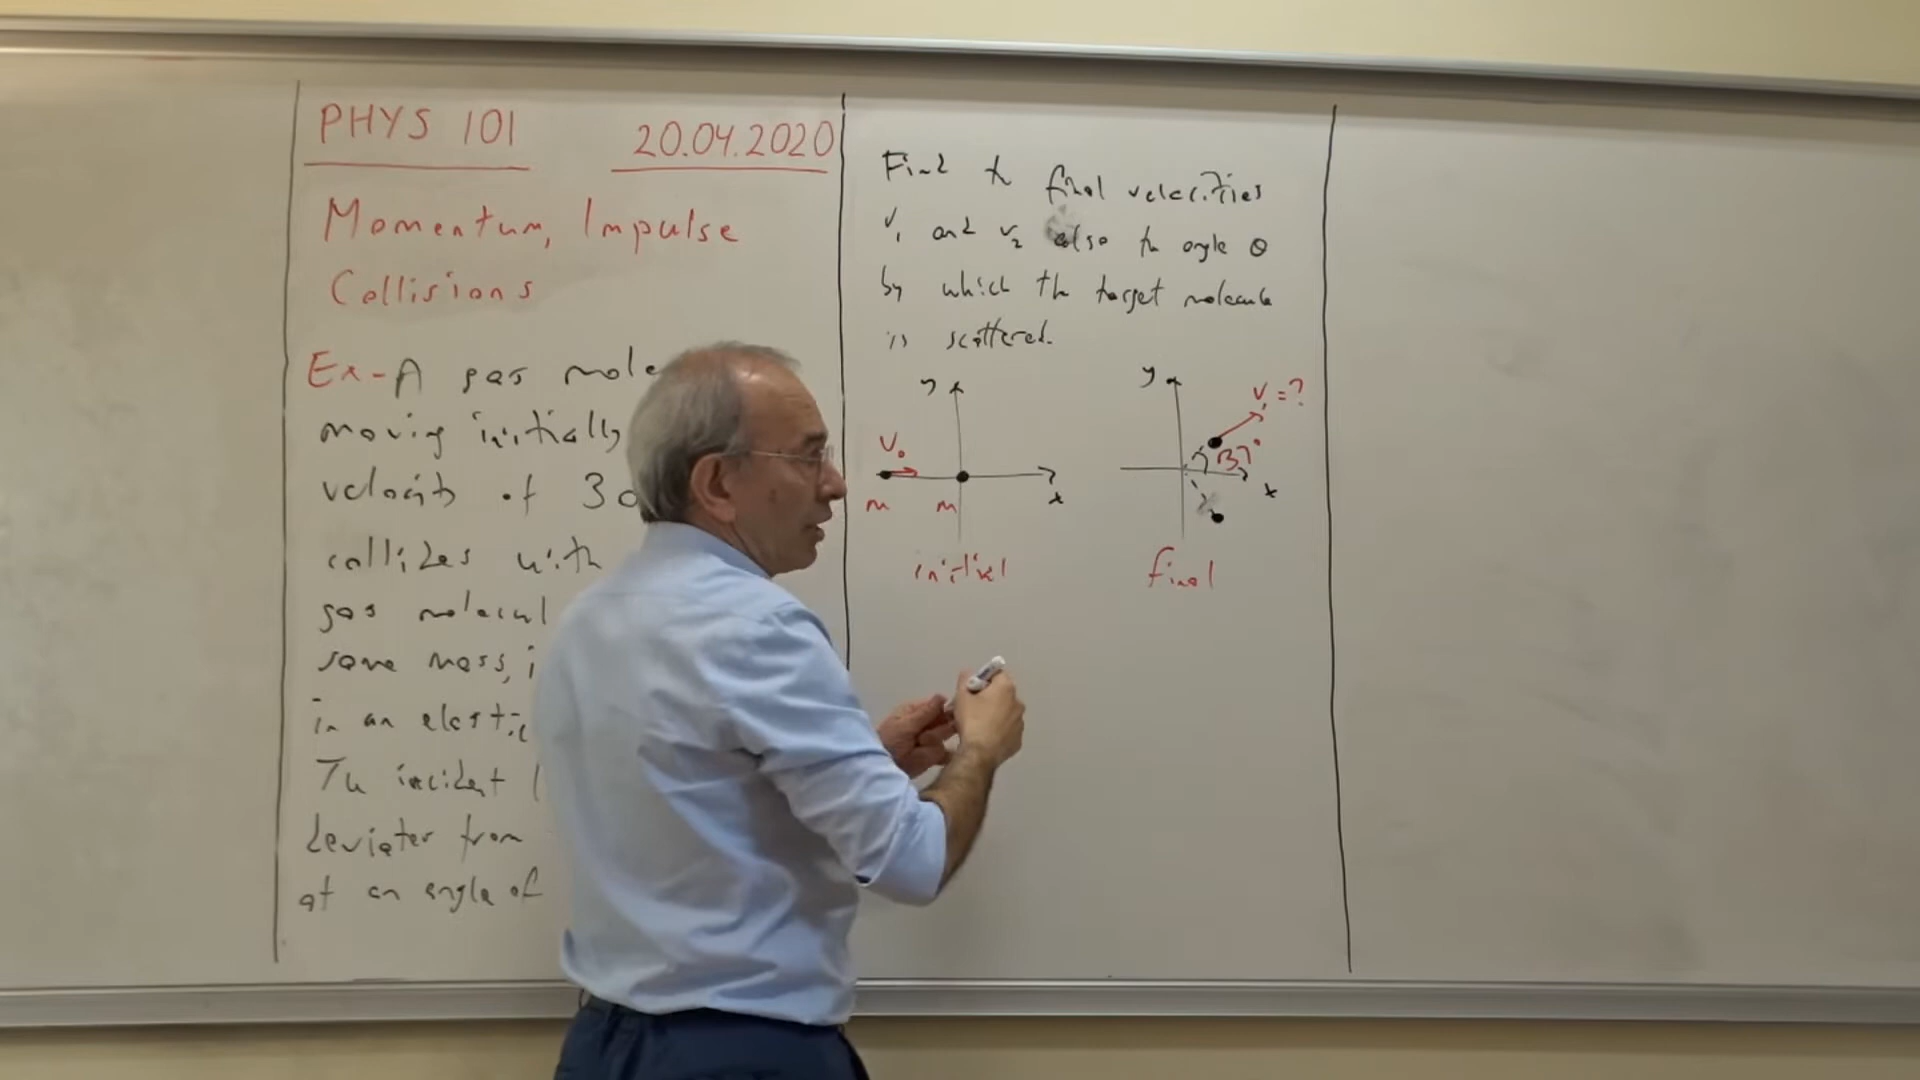 PHYS 101 20.04.2020
Momentum, Impulse
Collisions
Ex-A gas mole
moving initially
velocity of 30
collides with
gas molecul
same mass, i
in an elastic
The incident
deviates from
at an angle of
Find the final velocities
v₁ and v₂ also the angle θ
by which the target molecule
is scattered.
y
V₀
m m
x
initial
y
V₁ = ?
37°
x
final